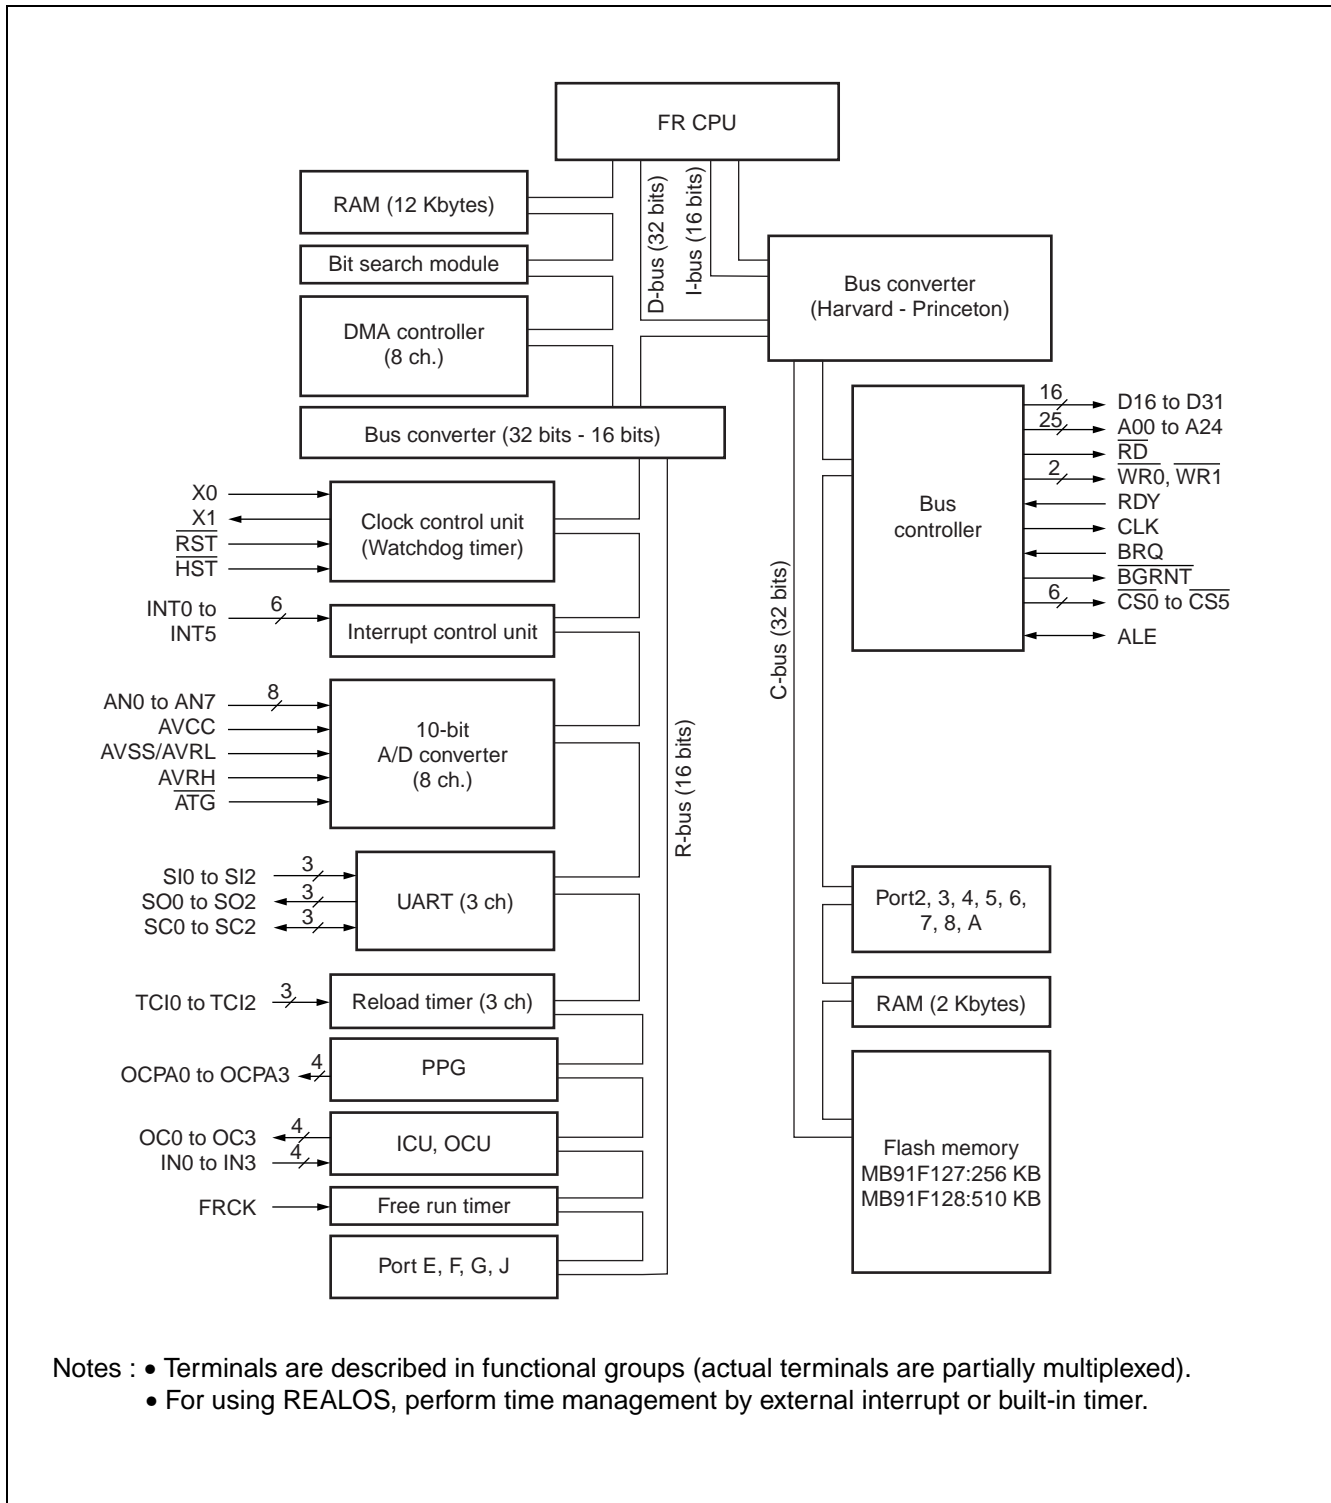 FR CPU
RAM (12 Kbytes)
Bit search module
DMA controller
(8 ch.)
D-bus (32 bits)
I-bus (16 bits)
Bus converter
(Harvard - Princeton)
Bus converter (32 bits - 16 bits)
X0
X1
RST
HST
Clock control unit
(Watchdog timer)
INT0 to
INT5
6
Interrupt control unit
AN0 to AN7
8
AVCC
AVSS/AVRL
AVRH
ATG
10-bit
A/D converter
(8 ch.)
SI0 to SI2
3
SO0 to SO2
3
SC0 to SC2
3
UART (3 ch)
TCI0 to TCI2
3
Reload timer (3 ch)
OCPA0 to OCPA3
4
PPG
OC0 to OC3
4
IN0 to IN3
4
ICU, OCU
FRCK
Free run timer
Port E, F, G, J
R-bus (16 bits)
C-bus (32 bits)
Bus
controller
16
D16 to D31
25
A00 to A24
RD
2
WR0, WR1
RDY
CLK
BRQ
BGRNT
6
CS0 to CS5
ALE
Port2, 3, 4, 5, 6,
7, 8, A
RAM (2 Kbytes)
Flash memory
MB91F127:256 KB
MB91F128:510 KB
Notes : • Terminals are described in functional groups (actual terminals are partially multiplexed).
• For using REALOS, perform time management by external interrupt or built-in timer.